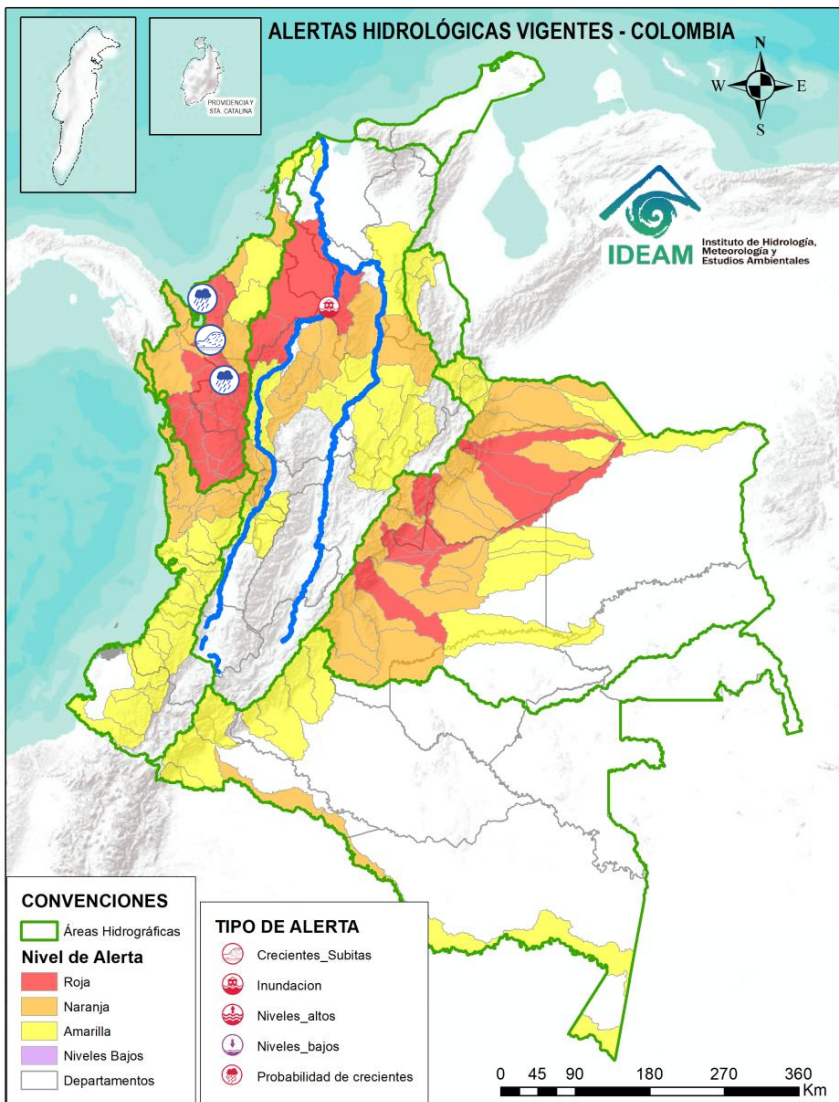 ALERTAS HIDROLÓGICAS VIGENTES - COLOMBIA
PROVIDENCIA Y
STA. CATALINA
N
W
E
S
IDEAM
Instituto de Hidrología,
Meteorología y
Estudios Ambientales
CONVENCIONES
Áreas Hidrográficas
Nivel de Alerta
Roja
Naranja
Amarilla
Niveles Bajos
Departamentos
TIPO DE ALERTA
Crecientes_Subitas
Inundacion
Niveles_altos
Niveles_bajos
Probabilidad de crecientes
0 45 90 180 270 360
Km